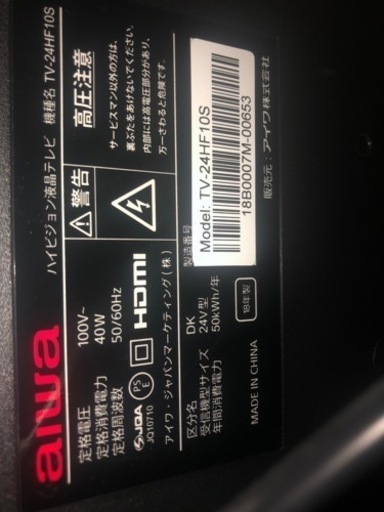 aiwa
ハイビジョン液晶テレビ 機種名 TV-24HF10S
定格電圧 100V~
定格消費電力 40W
定格周波数 50/60Hz
警告
高圧注意
サービスマン以外の方は、
裏ぶたをあけないでください。
内部には高電圧部分があり、
万一さわると危険です。
JQA
JQ10710
PS
E
HDMI
アイワ・ジャパンマーケティング(株)
区分名 DK
受信機型サイズ 24V型
年間消費電力 50kWh/年
製造番号
Model: TV-24HF10S
18B0007M-00653
MADE IN CHINA
18年製
販売元:アイワ株式会社